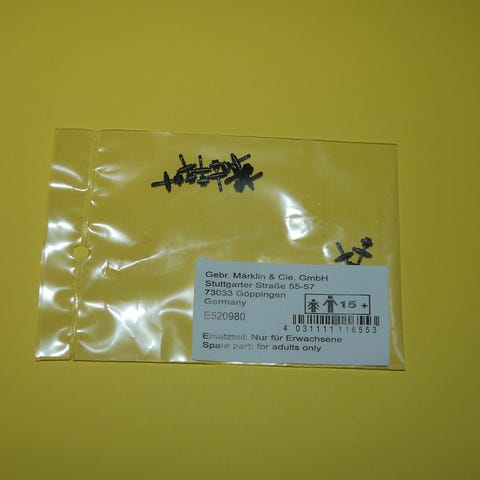 Gebr. Märklin & Cie. GmbH
Stuttgarter Straße 55-57
73033 Göppingen
Germany
15 +
E520980
4 031111 116553
Ersatzteil: Nur für Erwachsene
Spare part: for adults only